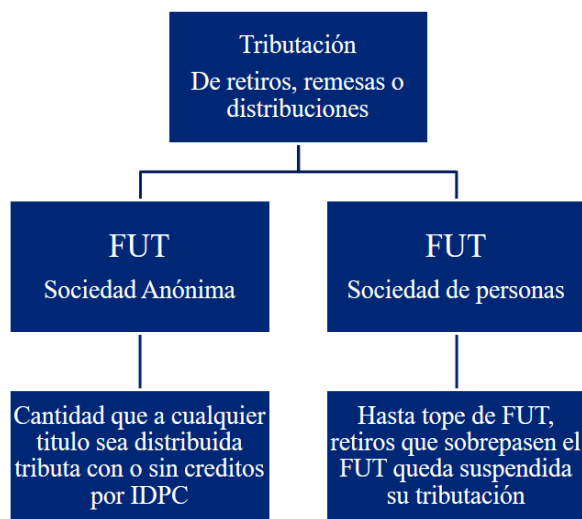 Tributación
De retiros, remesas o
distribuciones
FUT
Sociedad Anónima
FUT
Sociedad de personas
Cantidad que a cualquier
titulo sea distribuida
tributa con o sin creditos
por IDPC
Hasta tope de FUT,
retiros que sobrepasen el
FUT queda suspendida
su tributación